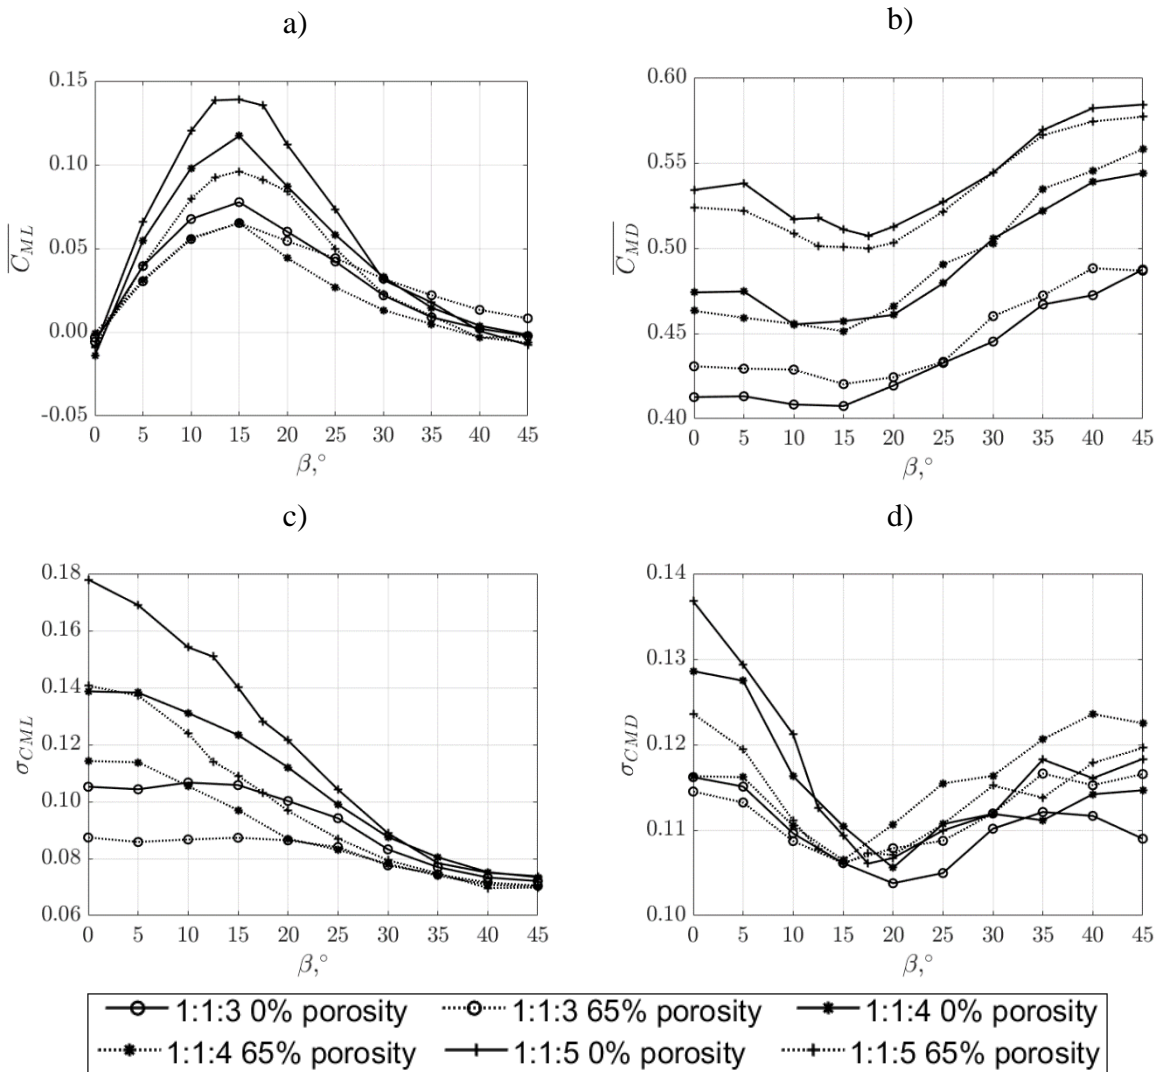 a)
0.15
0.10
0.05
0.00
-0.05
C_ML
0 5 10 15 20 25 30 35 40 45
β,°
b)
0.60
0.55
0.50
0.45
0.40
C_MD
0 5 10 15 20 25 30 35 40 45
β,°
c)
0.18
0.16
0.14
0.12
0.10
0.08
0.06
σ_CML
0 5 10 15 20 25 30 35 40 45
β,°
d)
0.14
0.13
0.12
0.11
0.10
σ_CMD
0 5 10 15 20 25 30 35 40 45
β,°
1:1:3 0% porosity 1:1:3 65% porosity 1:1:4 0% porosity
1:1:4 65% porosity 1:1:5 0% porosity 1:1:5 65% porosity